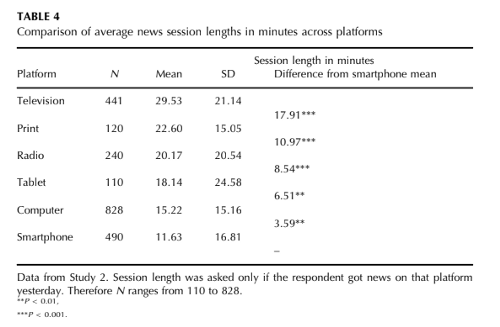 TABLE 4
Comparison of average news session lengths in minutes across platforms
Session length in minutes
Platform N Mean SD Difference from smartphone mean
Television 441 29.53 21.14
17.91***
Print 120 22.60 15.05
10.97***
Radio 240 20.17 20.54
8.54***
Tablet 110 18.14 24.58
6.51**
Computer 828 15.22 15.16
3.59**
Smartphone 490 11.63 16.81
–
Data from Study 2. Session length was asked only if the respondent got news on that platform
yesterday. Therefore N ranges from 110 to 828.
**P < 0.01,
***P < 0.001.